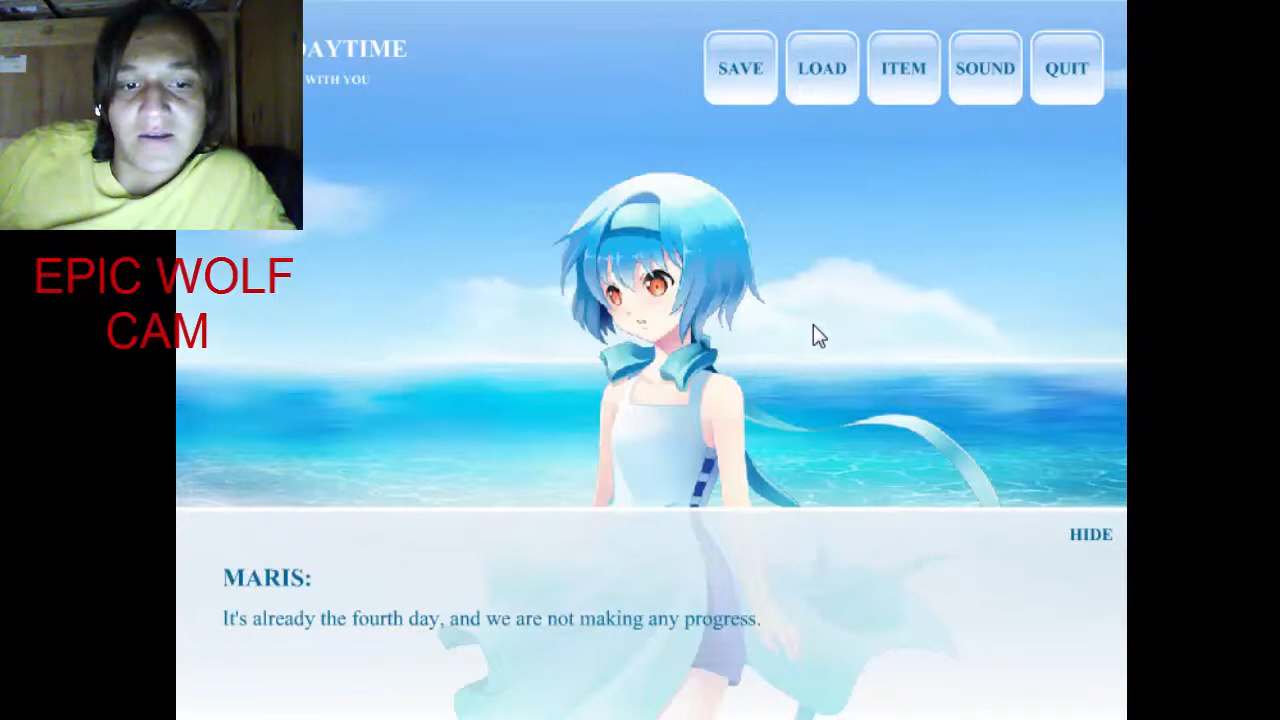 DAYTIME
WITH YOU
SAVE LOAD ITEM SOUND QUIT
EPIC WOLF
CAM
HIDE
MARIS:
It's already the fourth day, and we are not making any progress.